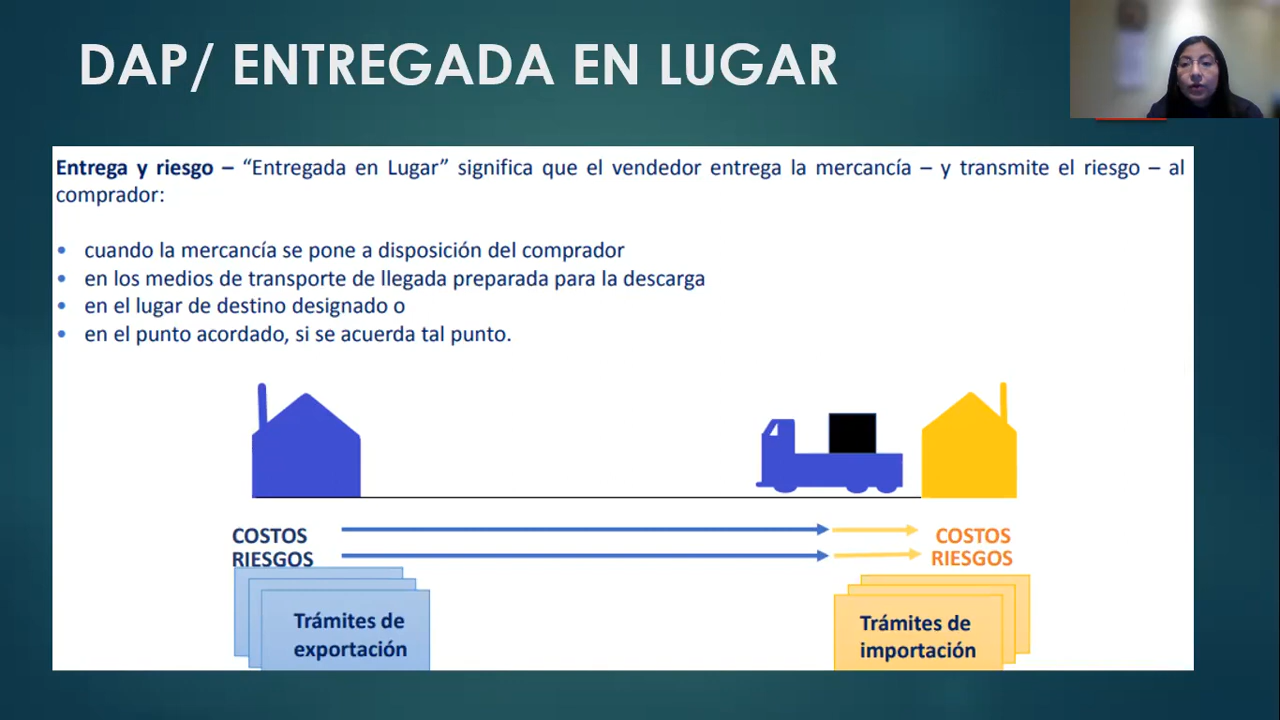 DAP/ ENTREGADA EN LUGAR
Entrega y riesgo – “Entregada en Lugar” significa que el vendedor entrega la mercancía – y transmite el riesgo – al
comprador:
• cuando la mercancía se pone a disposición del comprador
• en los medios de transporte de llegada preparada para la descarga
• en el lugar de destino designado o
• en el punto acordado, si se acuerda tal punto.
COSTOS
RIESGOS
COSTOS
RIESGOS
Trámites de
exportación
Trámites de
importación